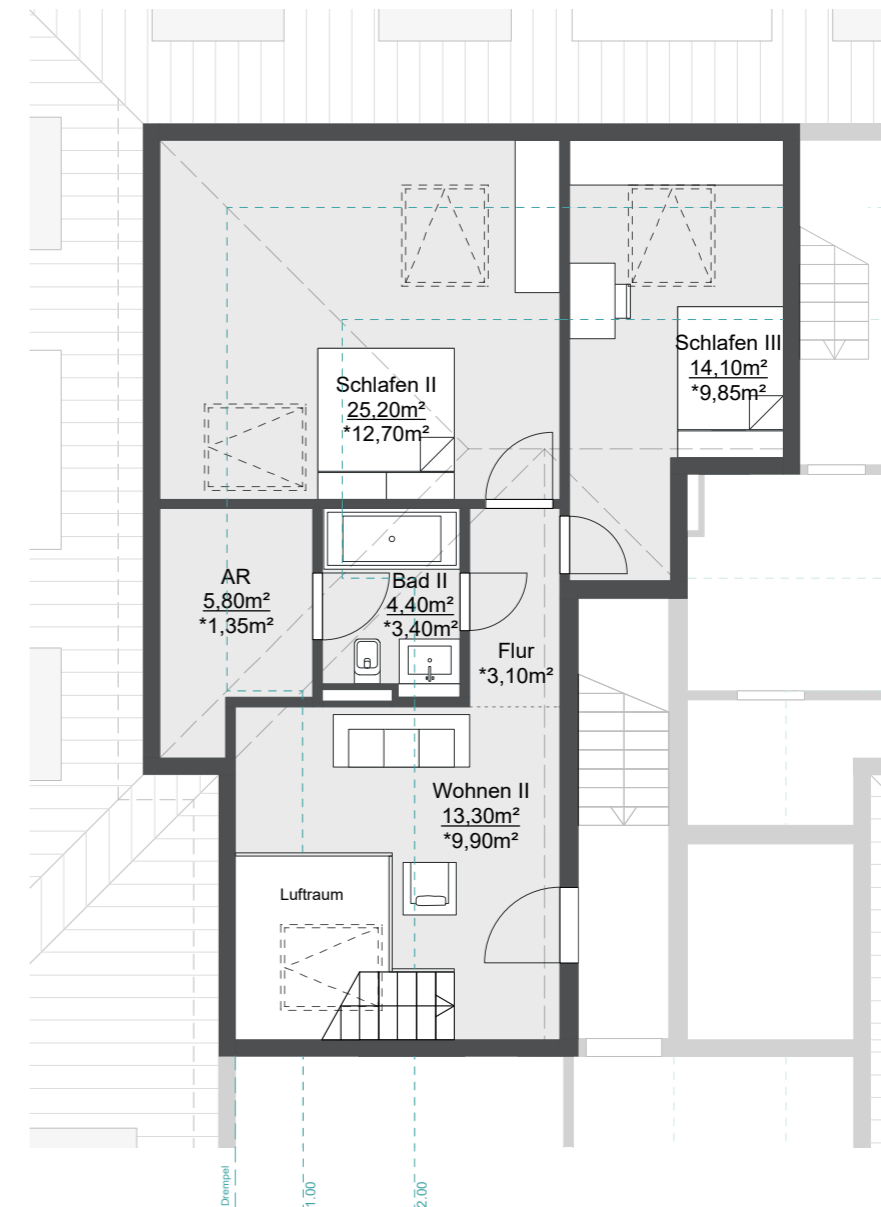 Schlafen III
14,10m²
*9,85m²
Schlafen II
25,20m²
*12,70m²
AR
5,80m²
*1,35m²
Bad II
4,40m²
*3,40m²
Flur
*3,10m²
Wohnen II
13,30m²
*9,90m²
Luftraum
Drempel
1.00
2.00